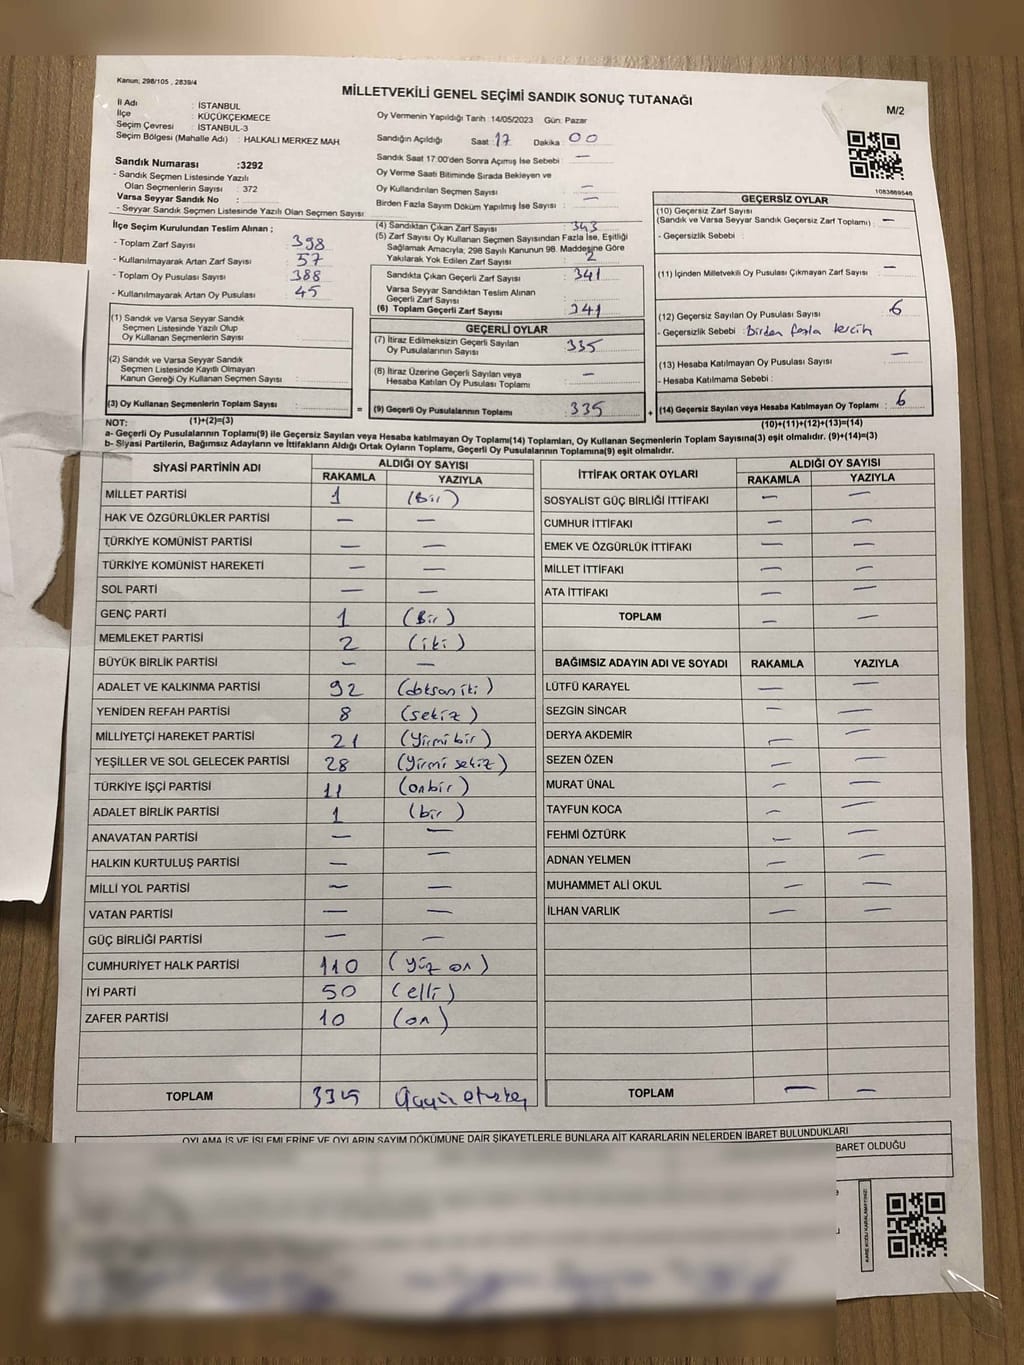 Kanun; 298/105 , 2839/4
MİLLETVEKİLİ GENEL SEÇİMİ SANDIK SONUÇ TUTANAĞI
M/2
İl Adı : İSTANBUL
İlçe : KÜÇÜKÇEKMECE
Seçim Çevresi : İSTANBUL-3
Seçim Bölgesi (Mahalle Adı) : HALKALI MERKEZ MAH
Sandık Numarası :3292
- Sandık Seçmen Listesinde Yazılı
Olan Seçmenlerin Sayısı : 372
Varsa Seyyar Sandık No :
- Seyyar Sandık Seçmen Listesinde Yazılı Olan Seçmen Sayısı
Oy Vermenin Yapıldığı Tarih :14/05/2023 Gün: Pazar
Sandığın Açıldığı Saat :17 Dakika :00
Sandık Saat 17:00'den Sonra Açılmış İse Sebebi : —
Oy Verme Saati Bitiminde Sırada Bekleyen ve
Oy Kullandırılan Seçmen Sayısı : —
Birden Fazla Sayım Döküm Yapılmış İse Sayısı : —
1083889546
İlçe Seçim Kurulundan Teslim Alınan ;
- Toplam Zarf Sayısı : 398
- Kullanılmayarak Artan Zarf Sayısı : 57
- Toplam Oy Pusulası : 388
- Kullanılmayarak Artan Oy Pusulası : 45
(1) Sandık ve Varsa Seyyar Sandık
Seçmen Listesinde Yazılı Olup
Oy Kullanan Seçmenlerin Sayısı :
(2) Sandık ve Varsa Seyyar Sandık
Seçmen Listesinde Kayıtlı Olmayan
Kanun Gereği Oy Kullanan Seçmen Sayısı :
(3) Oy Kullanan Seçmenlerin Toplam Sayısı :
(4) Sandıktan Çıkan Zarf Sayısı : 343
(5) Zarf Sayısı Oy Kullanan Seçmen Sayısından Fazla İse, Eşitliği
Sağlamak Amacıyla, 298 Sayılı Kanunun 98. Maddesine Göre
Yakılarak Yok Edilen Zarf Sayısı : 2
Sandıkta Çıkan Geçerli Zarf Sayısı : 341
Varsa Seyyar Sandıktan Teslim Alınan
Geçerli Zarf Sayısı :
(6) Toplam Geçerli Zarf Sayısı : 341
GEÇERLİ OYLAR
(7) İtiraz Edilmeksizin Geçerli Sayılan
Oy Pusulalarının Sayısı : 335
(8) İtiraz Üzerine Geçerli Sayılan veya
Hesaba Katılan Oy Pusulası Toplamı : —
= (9) Geçerli Oy Pusulalarının Toplamı : 335
GEÇERSİZ OYLAR
(10) Geçersiz Zarf Sayısı
(Sandık ve Varsa Seyyar Sandık Geçersiz Zarf Toplamı) : —
- Geçersizlik Sebebi :
(11) İçinden Milletvekili Oy Pusulası Çıkmayan Zarf Sayısı : —
(12) Geçersiz Sayılan Oy Pusulası Sayısı : 6
- Geçersizlik Sebebi : Birden fazla tercih
(13) Hesaba Katılmayan Oy Pusulası Sayısı : —
- Hesaba Katılmama Sebebi :
+ (14) Geçersiz Sayılan veya Hesaba Katılmayan Oy Toplamı : 6
NOT: (1)+(2)=(3) (10)+(11)+(12)+(13)=(14)
a- Geçerli Oy Pusulalarının Toplamı(9) ile Geçersiz Sayılan veya Hesaba katılmayan Oy Toplamı(14) Toplamları, Oy Kullanan Seçmenlerin Toplam Sayısına(3) eşit olmalıdır. (9)+(14)=(3)
b- Siyasi Partilerin, Bağımsız Adayların ve İttifakların Aldığı Ortak Oyların Toplamı, Geçerli Oy Pusulalarının Toplamına(9) eşit olmalıdır.
SİYASİ PARTİNİN ADI ALDIĞI OY SAYISI
RAKAMLA YAZIYLA
MİLLET PARTİSİ 1 (Bir)
HAK VE ÖZGÜRLÜKLER PARTİSİ — —
TÜRKİYE KOMÜNİST PARTİSİ — —
TÜRKİYE KOMÜNİST HAREKETİ — —
SOL PARTİ — —
GENÇ PARTİ 1 (Bir)
MEMLEKET PARTİSİ 2 (iki)
BÜYÜK BİRLİK PARTİSİ — —
ADALET VE KALKINMA PARTİSİ 92 (doksan iki)
YENİDEN REFAH PARTİSİ 8 (sekiz)
MİLLİYETÇİ HAREKET PARTİSİ 21 (Yirmi bir)
YEŞİLLER VE SOL GELECEK PARTİSİ 28 (Yirmi sekiz)
TÜRKİYE İŞÇİ PARTİSİ 11 (onbir)
ADALET BİRLİK PARTİSİ 1 (bir)
ANAVATAN PARTİSİ — —
HALKIN KURTULUŞ PARTİSİ — —
MİLLİ YOL PARTİSİ — —
VATAN PARTİSİ — —
GÜÇ BİRLİĞİ PARTİSİ — —
CUMHURİYET HALK PARTİSİ 110 (yüz on)
İYİ PARTİ 50 (elli)
ZAFER PARTİSİ 10 (on)
TOPLAM 335
İTTİFAK ORTAK OYLARI ALDIĞI OY SAYISI
RAKAMLA YAZIYLA
SOSYALİST GÜÇ BİRLİĞİ İTTİFAKI — —
CUMHUR İTTİFAKI — —
EMEK VE ÖZGÜRLÜK İTTİFAKI — —
MİLLET İTTİFAKI — —
ATA İTTİFAKI — —
TOPLAM — —
BAĞIMSIZ ADAYIN ADI VE SOYADI RAKAMLA YAZIYLA
LÜTFÜ KARAYEL — —
SEZGİN SİNCAR — —
DERYA AKDEMİR — —
SEZEN ÖZEN — —
MURAT ÜNAL — —
TAYFUN KOCA — —
FEHMİ ÖZTÜRK — —
ADNAN YELMEN — —
MUHAMMET ALİ OKUL — —
İLHAN VARLIK — —
TOPLAM — —
OYLAMA İŞ VE İŞLEMLERİNE VE OYLARIN SAYIM DÖKÜMÜNE DAİR ŞİKAYETLERLE BUNLARA AİT KARARLARIN NELERDEN İBARET BULUNDUKLARI
BARET OLDUĞU
KARE KODU KARALAMAYINIZ!